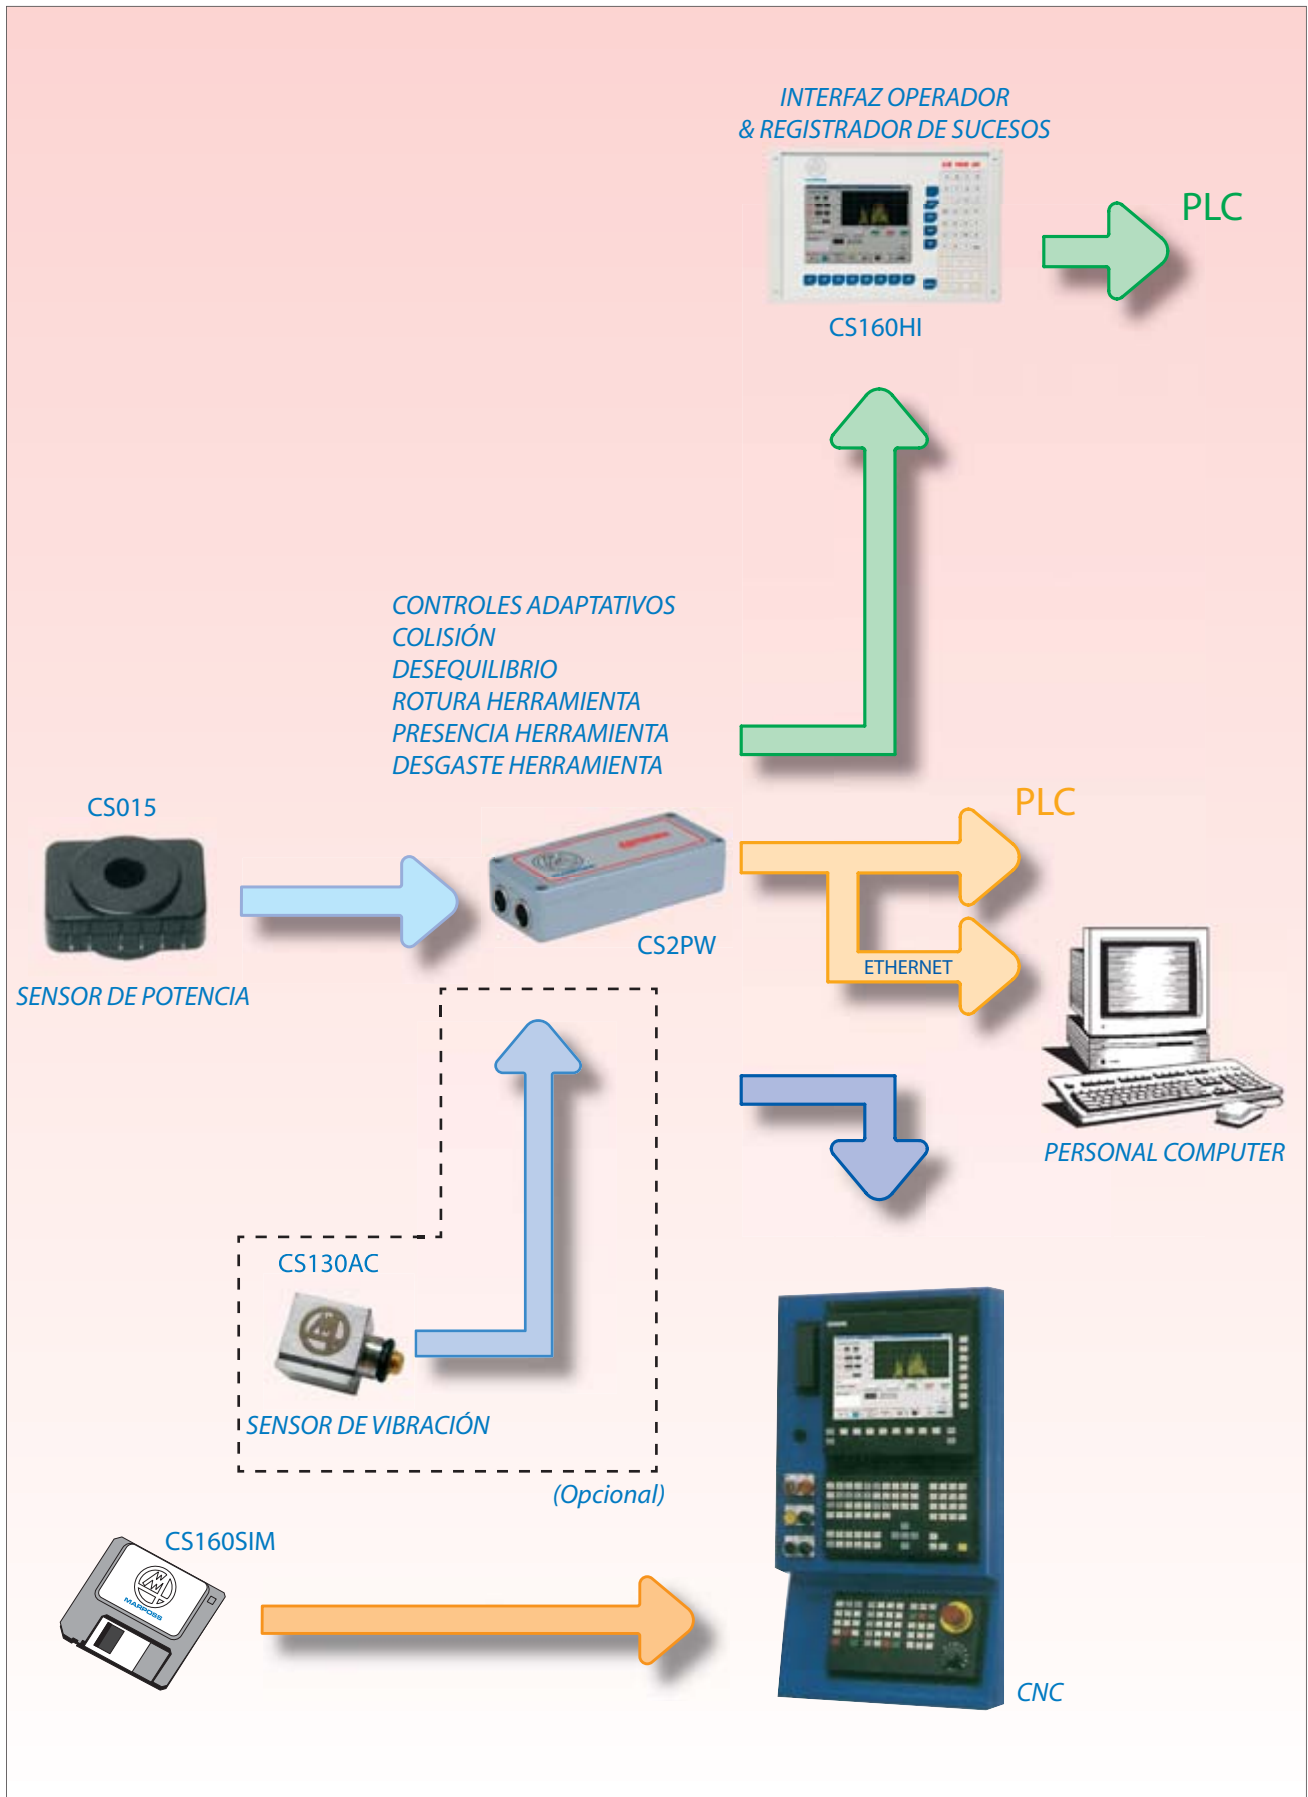 INTERFAZ OPERADOR
& REGISTRADOR DE SUCESOS
PLC
CS160HI
CONTROLES ADAPTATIVOS
COLISIÓN
DESEQUILIBRIO
ROTURA HERRAMIENTA
PRESENCIA HERRAMIENTA
DESGASTE HERRAMIENTA
CS015
PLC
CS2PW
ETHERNET
SENSOR DE POTENCIA
PERSONAL COMPUTER
CS130AC
SENSOR DE VIBRACIÓN
(Opcional)
CS160SIM
MARPOSS
CNC